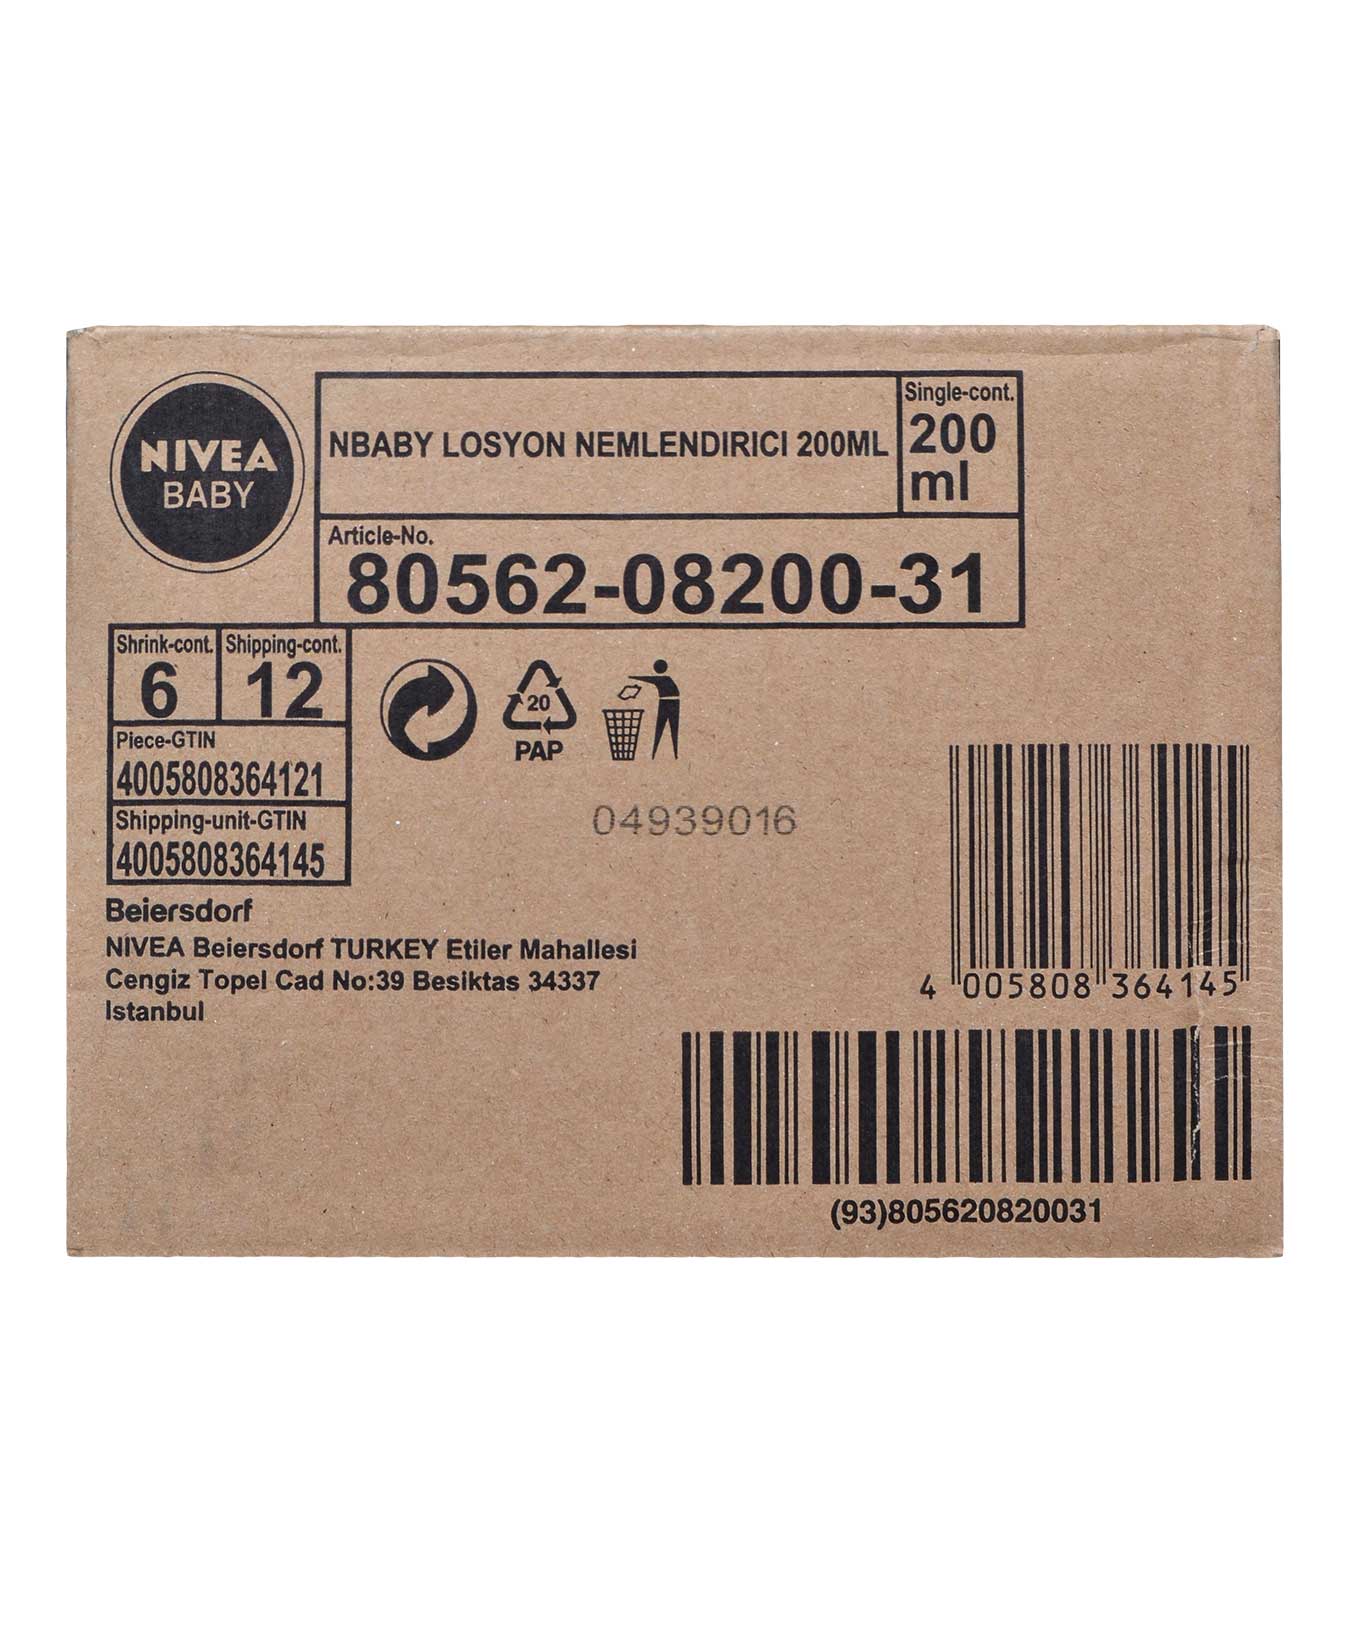 NIVEA
BABY
NBABY LOSYON NEMLENDIRICI 200ML
Single-cont.
200
ml
Article-No.
80562-08200-31
Shrink-cont.
6
Shipping-cont.
12
Piece-GTIN
4005808364121
Shipping-unit-GTIN
4005808364145
20
PAP
04939016
Beiersdorf
NIVEA Beiersdorf TURKEY Etiler Mahallesi
Cengiz Topel Cad No:39 Besiktas 34337
Istanbul
4 005808 364145
(93)805620820031